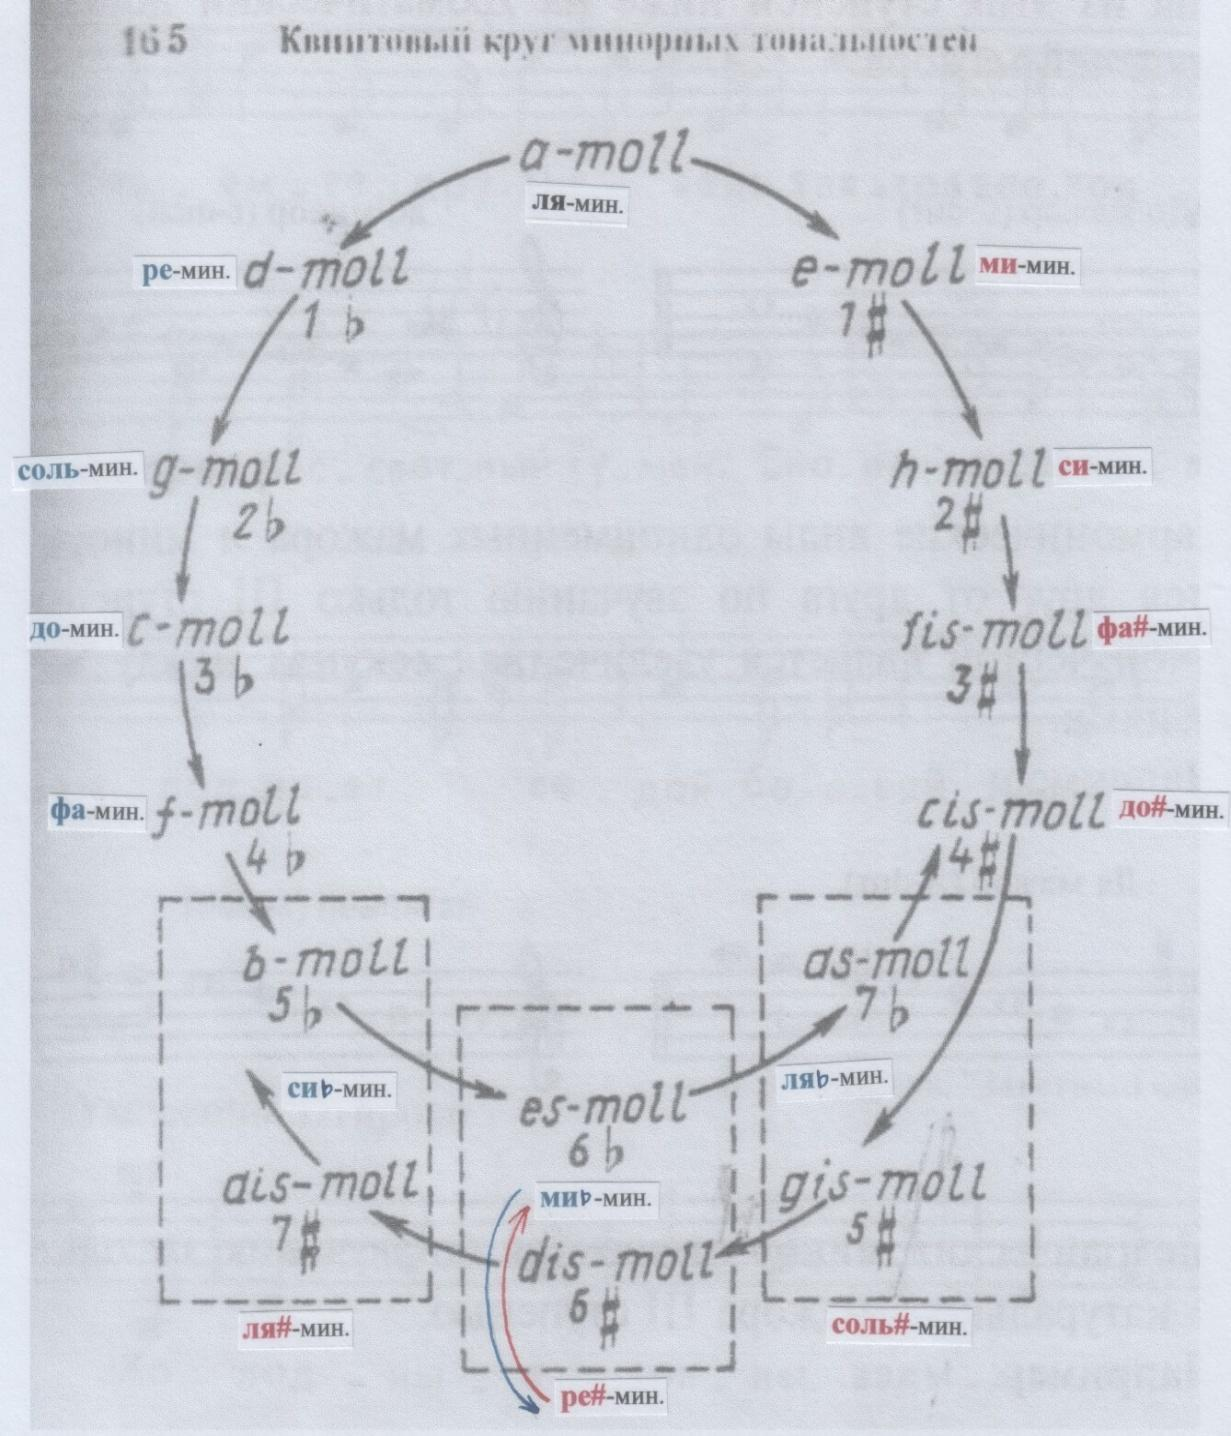 165 Квинтовый круг минорных тональностей
a-moll
ля-мин.
ре-мин. d-moll
1 ♭
e-moll ми-мин.
1♯
соль-мин. g-moll
2♭
h-moll си-мин.
2♯
до-мин. c-moll
3♭
fis-moll фа#-мин.
3♯
фа-мин. f-moll
4♭
cis-moll до#-мин.
4♯
b-moll
5♭
сиb-мин.
as-moll
7♭
ляb-мин.
es-moll
6♭
миb-мин.
ais-moll
7♯
ля#-мин.
gis-moll
5♯
соль#-мин.
dis-moll
6♯
ре#-мин.